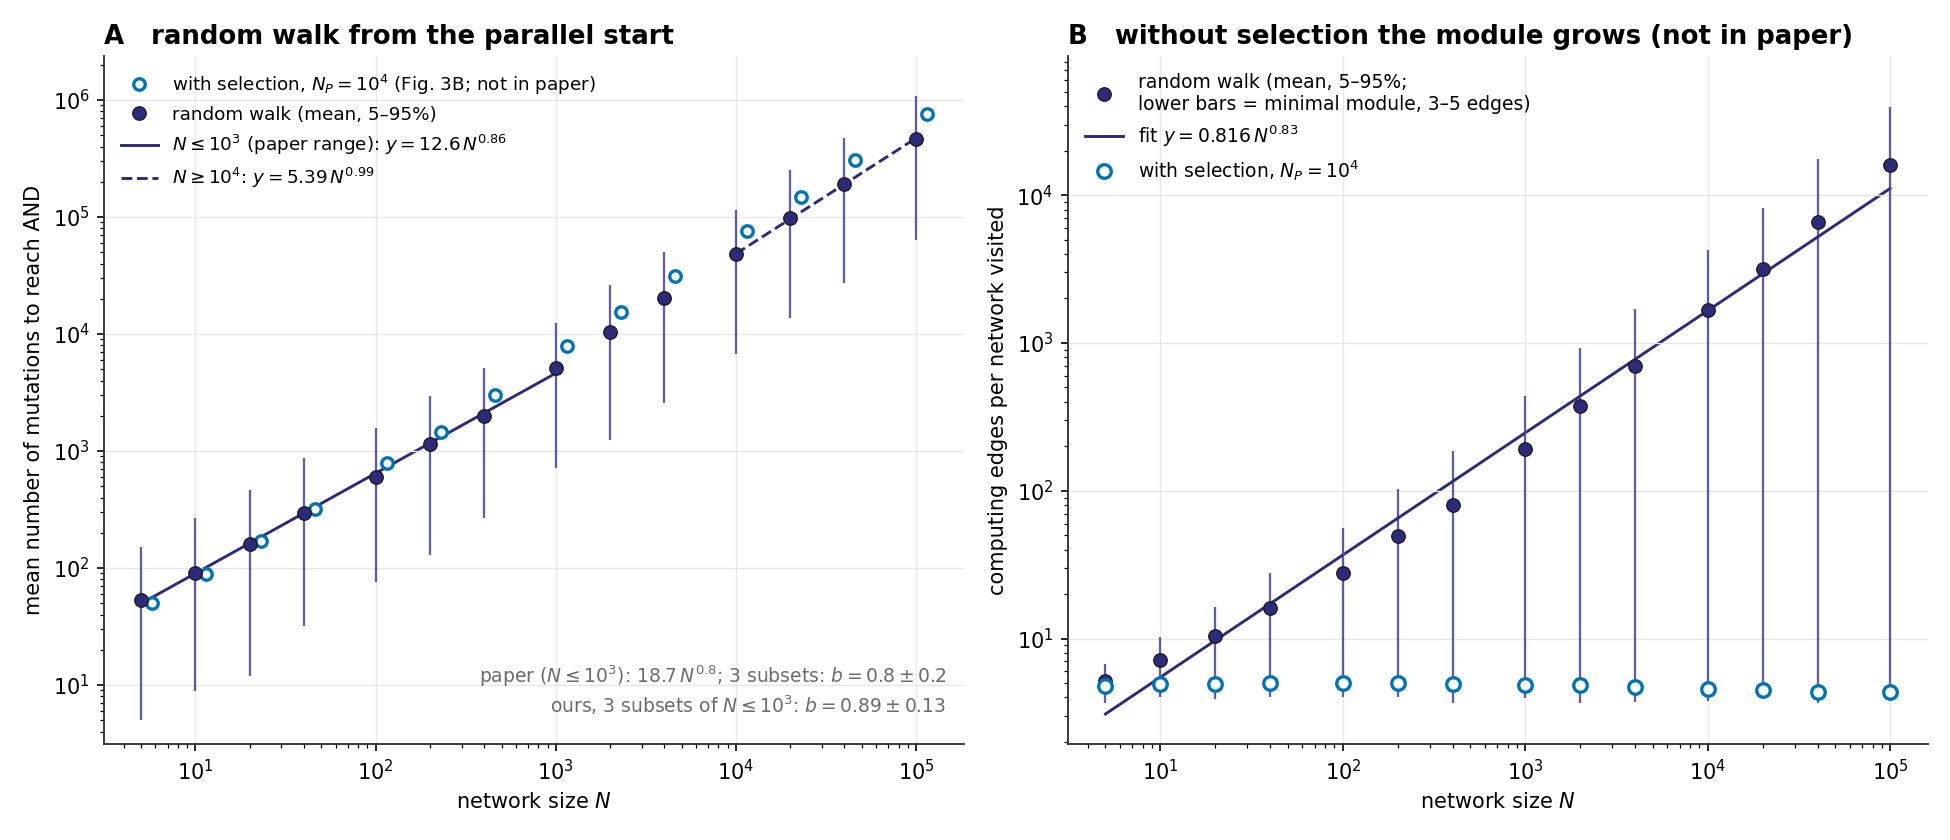 A random walk from the parallel start
with selection, N_P = 10^4 (Fig. 3B; not in paper)
random walk (mean, 5–95%)
N ≤ 10^3 (paper range): y = 12.6 N^0.86
N ≥ 10^4: y = 5.39 N^0.99
mean number of mutations to reach AND
10^6
10^5
10^4
10^3
10^2
10^1
paper (N ≤ 10^3): 18.7 N^0.8; 3 subsets: b = 0.8 ± 0.2
ours, 3 subsets of N ≤ 10^3: b = 0.89 ± 0.13
10^1 10^2 10^3 10^4 10^5
network size N
B without selection the module grows (not in paper)
random walk (mean, 5–95%;
lower bars = minimal module, 3–5 edges)
fit y = 0.816 N^0.83
with selection, N_P = 10^4
computing edges per network visited
10^4
10^3
10^2
10^1
10^1 10^2 10^3 10^4 10^5
network size N